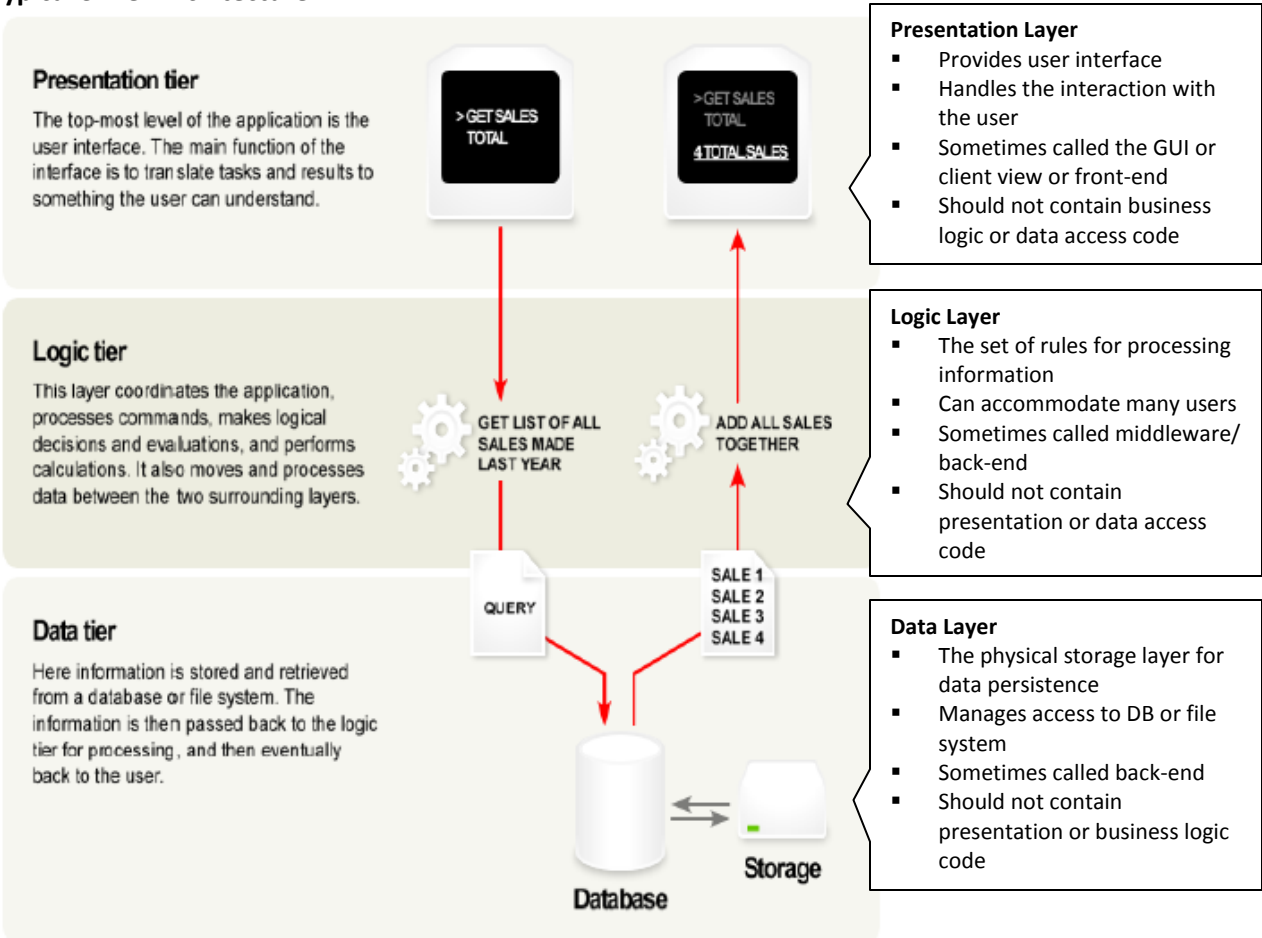 Presentation tier
The top-most level of the application is the
user interface. The main function of the
interface is to translate tasks and results to
something the user can understand.
> GET SALES
TOTAL
>GET SALES
TOTAL
4 TOTAL SALES
Presentation Layer
▪ Provides user interface
▪ Handles the interaction with
the user
▪ Sometimes called the GUI or
client view or front-end
▪ Should not contain business
logic or data access code
Logic tier
This layer coordinates the application,
processes commands, makes logical
decisions and evaluations, and performs
calculations. It also moves and processes
data between the two surrounding layers.
GET LIST OF ALL
SALES MADE
LAST YEAR
ADD ALL SALES
TOGETHER
Logic Layer
▪ The set of rules for processing
information
▪ Can accommodate many users
▪ Sometimes called middleware/
back-end
▪ Should not contain
presentation or data access
code
QUERY
SALE 1
SALE 2
SALE 3
SALE 4
Data tier
Here information is stored and retrieved
from a database or file system. The
information is then passed back to the logic
tier for processing, and then eventually
back to the user.
Database
Storage
Data Layer
▪ The physical storage layer for
data persistence
▪ Manages access to DB or file
system
▪ Sometimes called back-end
▪ Should not contain
presentation or business logic
code